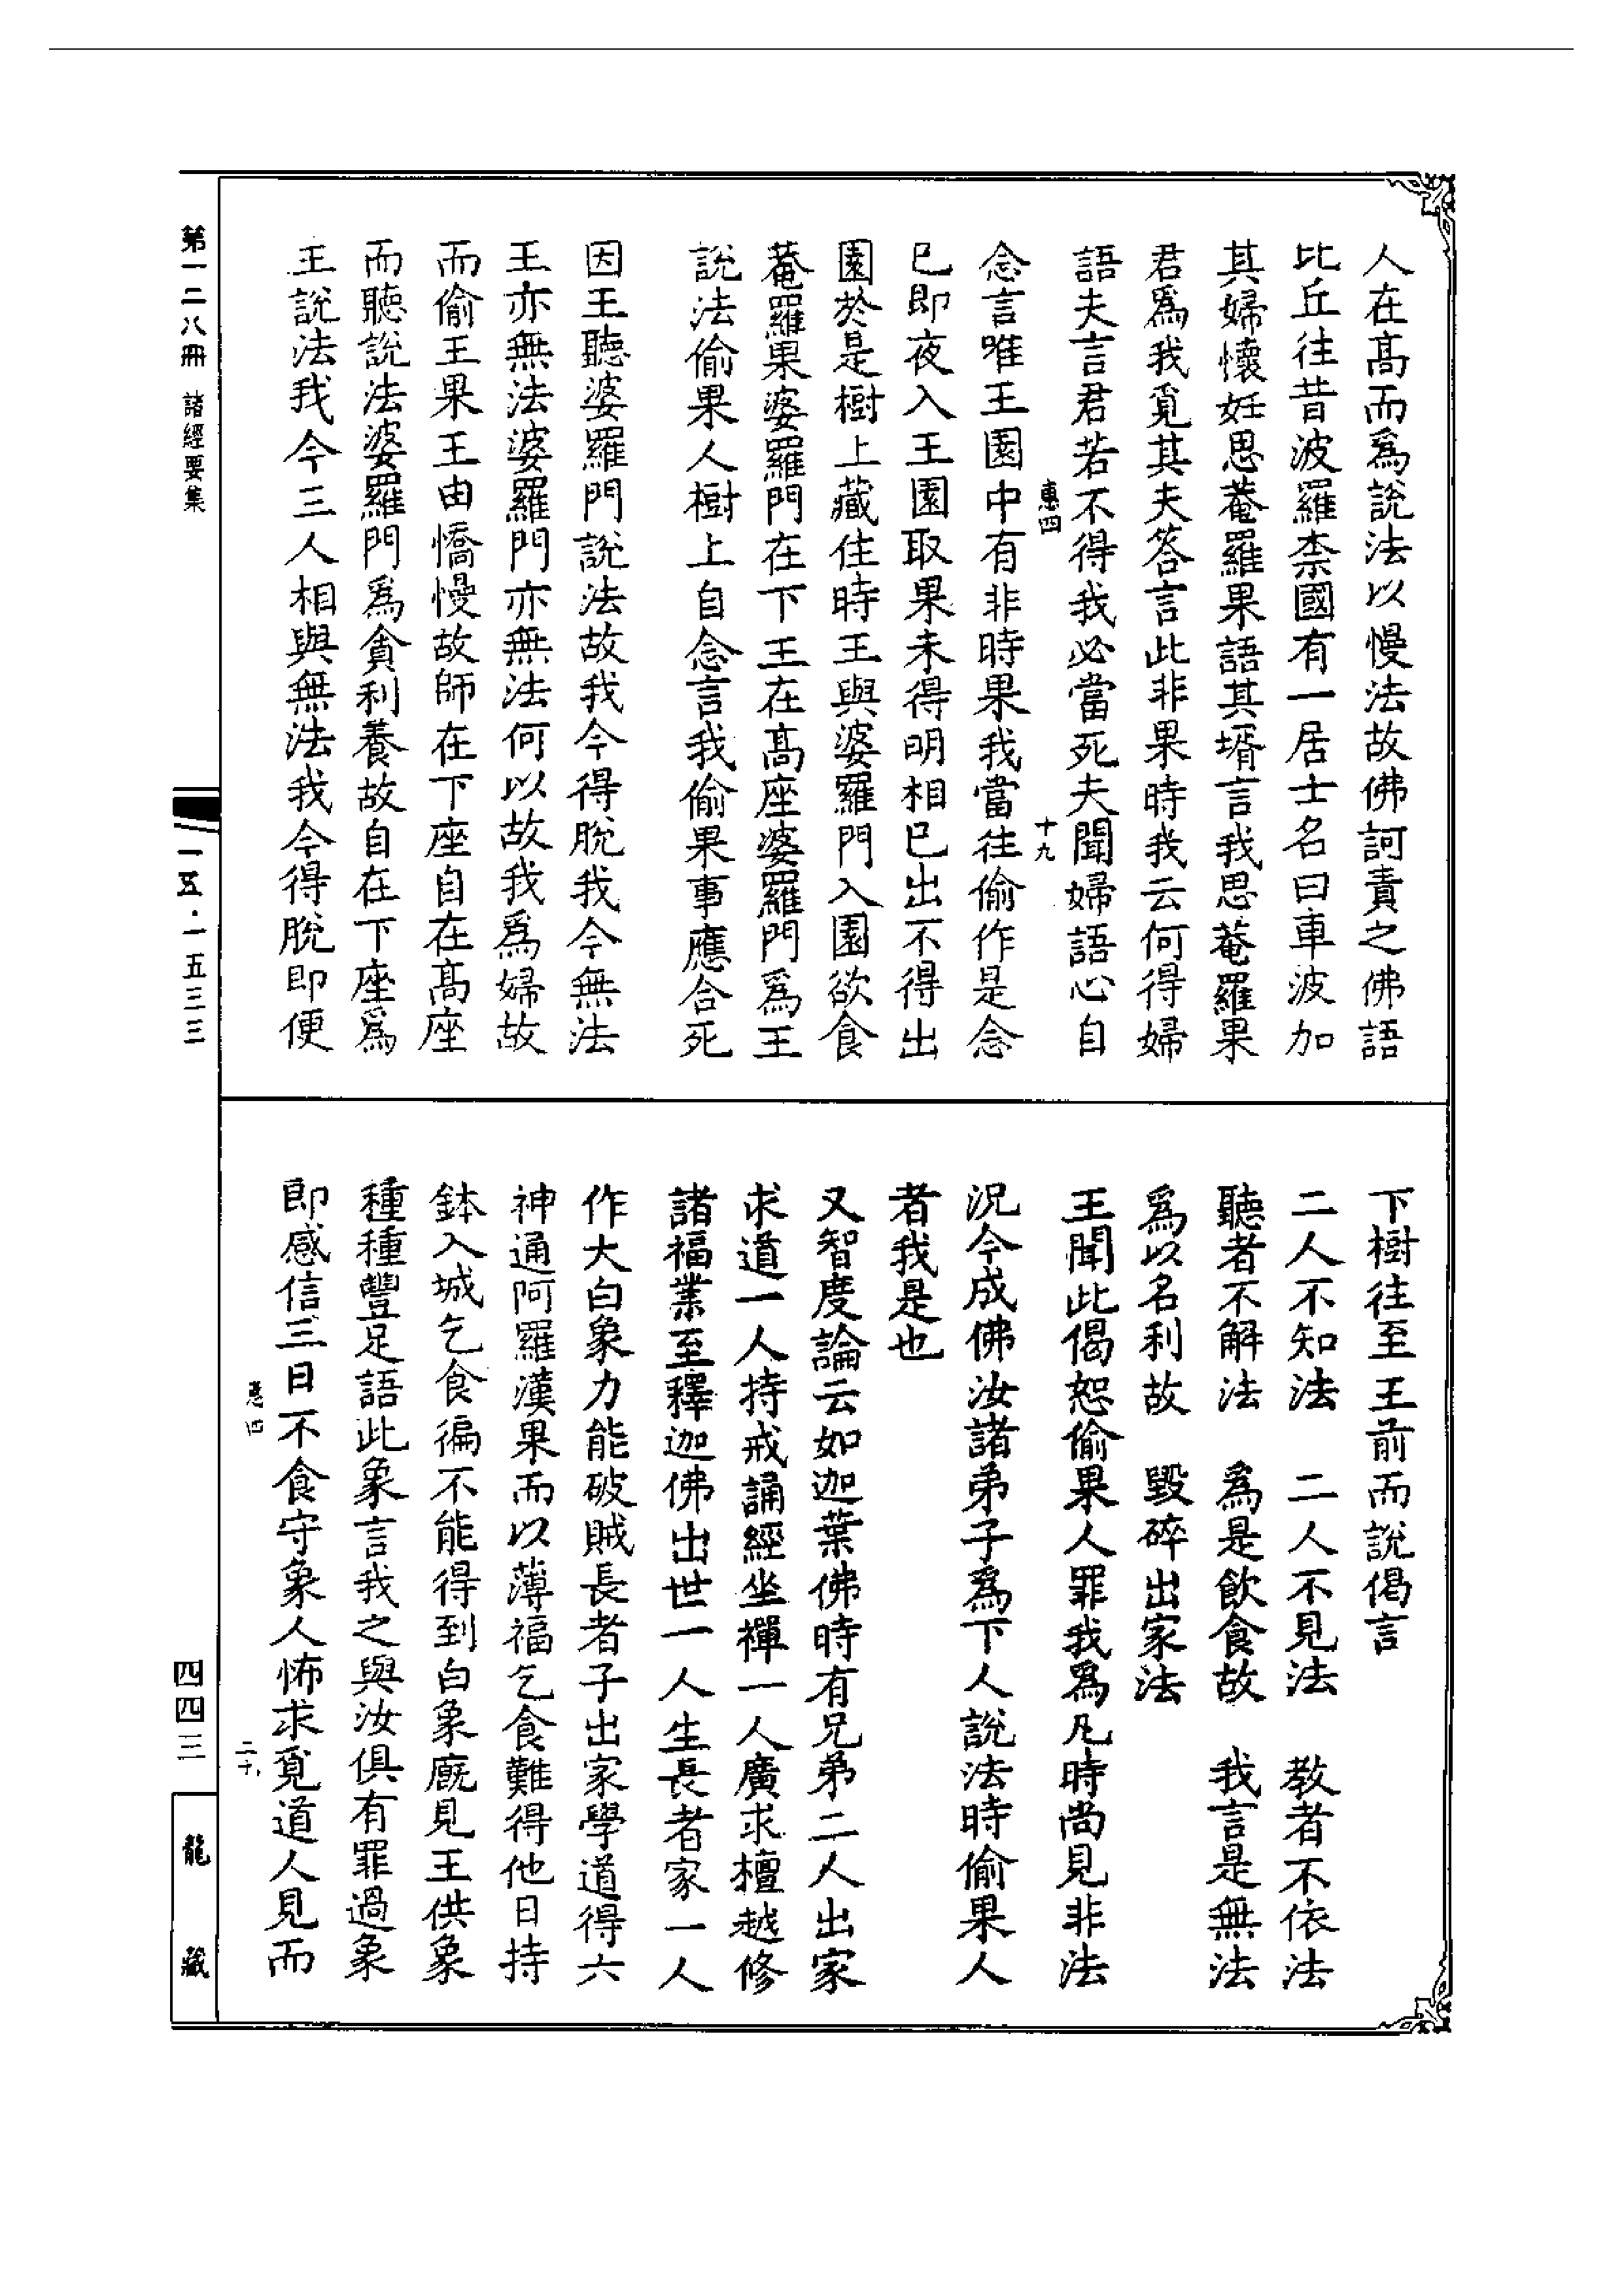 人在高而爲說法以慢法故佛訶責之佛語
比丘往昔波羅柰國有一居士名曰車波加
其婦懷妊思菴羅果語其壻言我思菴羅果
君爲我覓其夫答言此非果時我云何得婦
語夫言君若不得我必當死夫聞婦語心自
惠四
十九
念言唯王園中有非時果我當往偷作是念
已即夜入王園取果未得明相已出不得出
園於是樹上藏住時王與婆羅門入園欲食
菴羅果婆羅門在下王在高座婆羅門爲王
說法偷果人樹上自念言我偷果事應合死
因王聽婆羅門說法故我今得脫我今無法
王亦無法婆羅門亦無法何以故我爲婦故
而偷王果王由憍慢故師在下座自在高座
而聽說法婆羅門爲貪利養故自在下座爲
王說法我今三人相與無法我今得脫即便
下樹往至王前而說偈言
二人不知法　二人不見法　教者不依法
聽者不解法　爲是飲食故　我言是無法
爲以名利故　毀碎出家法
王聞此偈恕偷果人罪我爲凡時尚見非法
況今成佛汝諸弟子爲下人說法時偷果人
者我是也
又智度論云如迦葉佛時有兄弟二人出家
求道一人持戒誦經坐禪一人廣求檀越修
諸福業至釋迦佛出世一人生長者家一人
作大白象力能破賊長者子出家學道得六
神通阿羅漢果而以薄福乞食難得他日持
鉢入城乞食徧不能得到白象廄見王供象
種種豐足語此象言我之與汝俱有罪過象
即感信三日不食守象人怖求覓道人見而
惠四
二十
第一二八冊 諸經要集
一五·一五三三
四四三
龍藏